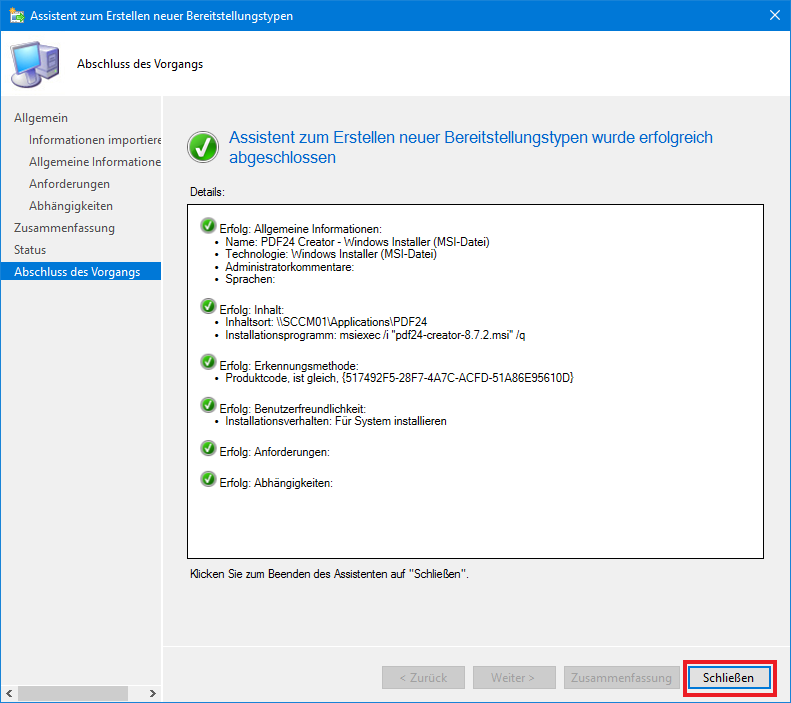 Assistent zum Erstellen neuer Bereitstellungstypen
Abschluss des Vorgangs
Allgemein
Informationen importiere
Allgemeine Informatione
Anforderungen
Abhängigkeiten
Zusammenfassung
Status
Abschluss des Vorgangs
Assistent zum Erstellen neuer Bereitstellungstypen wurde erfolgreich
abgeschlossen
Details:
Erfolg: Allgemeine Informationen:
• Name: PDF24 Creator - Windows Installer (MSI-Datei)
• Technologie: Windows Installer (MSI-Datei)
• Administratorkommentare:
• Sprachen:
Erfolg: Inhalt:
• Inhaltsort: \\SCCM01\Applications\PDF24
• Installationsprogramm: msiexec /i "pdf24-creator-8.7.2.msi" /q
Erfolg: Erkennungsmethode:
• Produktcode, ist gleich, {517492F5-28F7-4A7C-ACFD-51A86E95610D}
Erfolg: Benutzerfreundlichkeit:
• Installationsverhalten: Für System installieren
Erfolg: Anforderungen:
Erfolg: Abhängigkeiten:
Klicken Sie zum Beenden des Assistenten auf "Schließen".
< Zurück
Weiter >
Zusammenfassung
Schließen